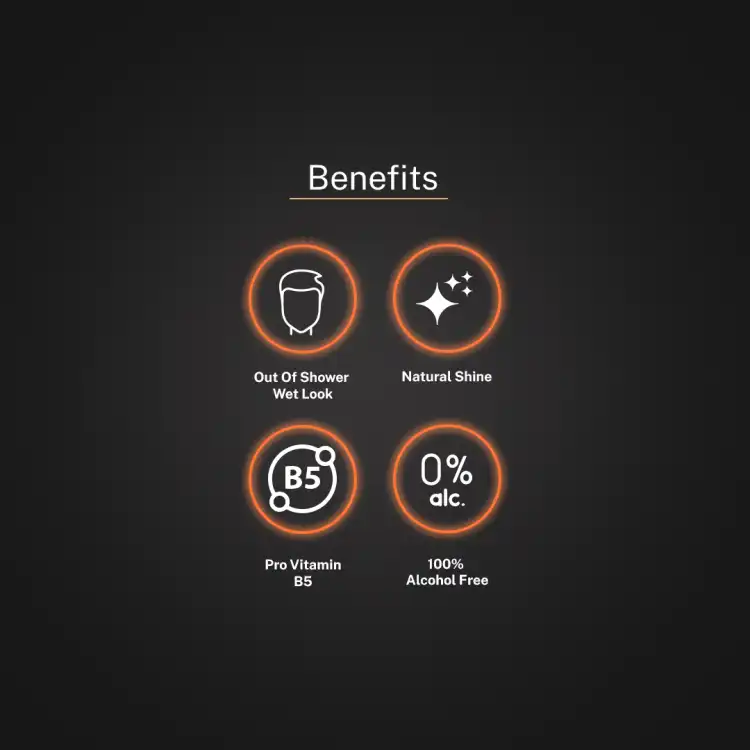 Benefits
Out Of Shower
Wet Look
Natural Shine
B5
0%
alc.
Pro Vitamin
B5
100%
Alcohol Free